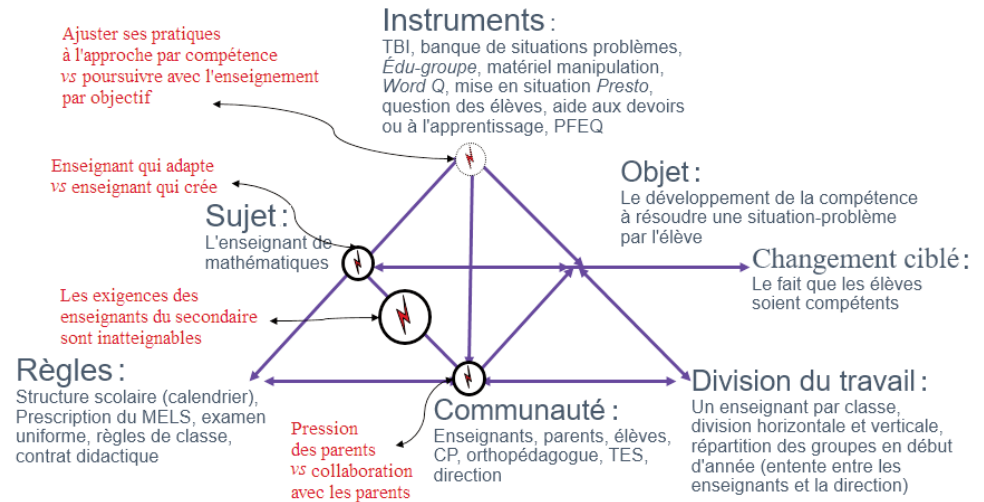 Ajuster ses pratiques
à l'approche par compétence
vs poursuivre avec l'enseignement
par objectif
Instruments :
TBI, banque de situations problèmes,
Édu-groupe, matériel manipulation,
Word Q, mise en situation Presto,
question des élèves, aide aux devoirs
ou à l'apprentissage, PFEQ
Enseignant qui adapte
vs enseignant qui crée
Sujet :
L'enseignant de
mathématiques
Objet :
Le développement de la compétence
à résoudre une situation-problème
par l'élève
Changement ciblé :
Le fait que les élèves
soient compétents
Les exigences des
enseignants du secondaire
sont inatteignables
Règles :
Structure scolaire (calendrier),
Prescription du MELS, examen
uniforme, règles de classe,
contrat didactique
Pression
des parents
vs collaboration
avec les parents
Communauté :
Enseignants, parents, élèves,
CP, orthopédagogue, TES,
direction
Division du travail :
Un enseignant par classe,
division horizontale et verticale,
répartition des groupes en début
d'année (entente entre les
enseignants et la direction)